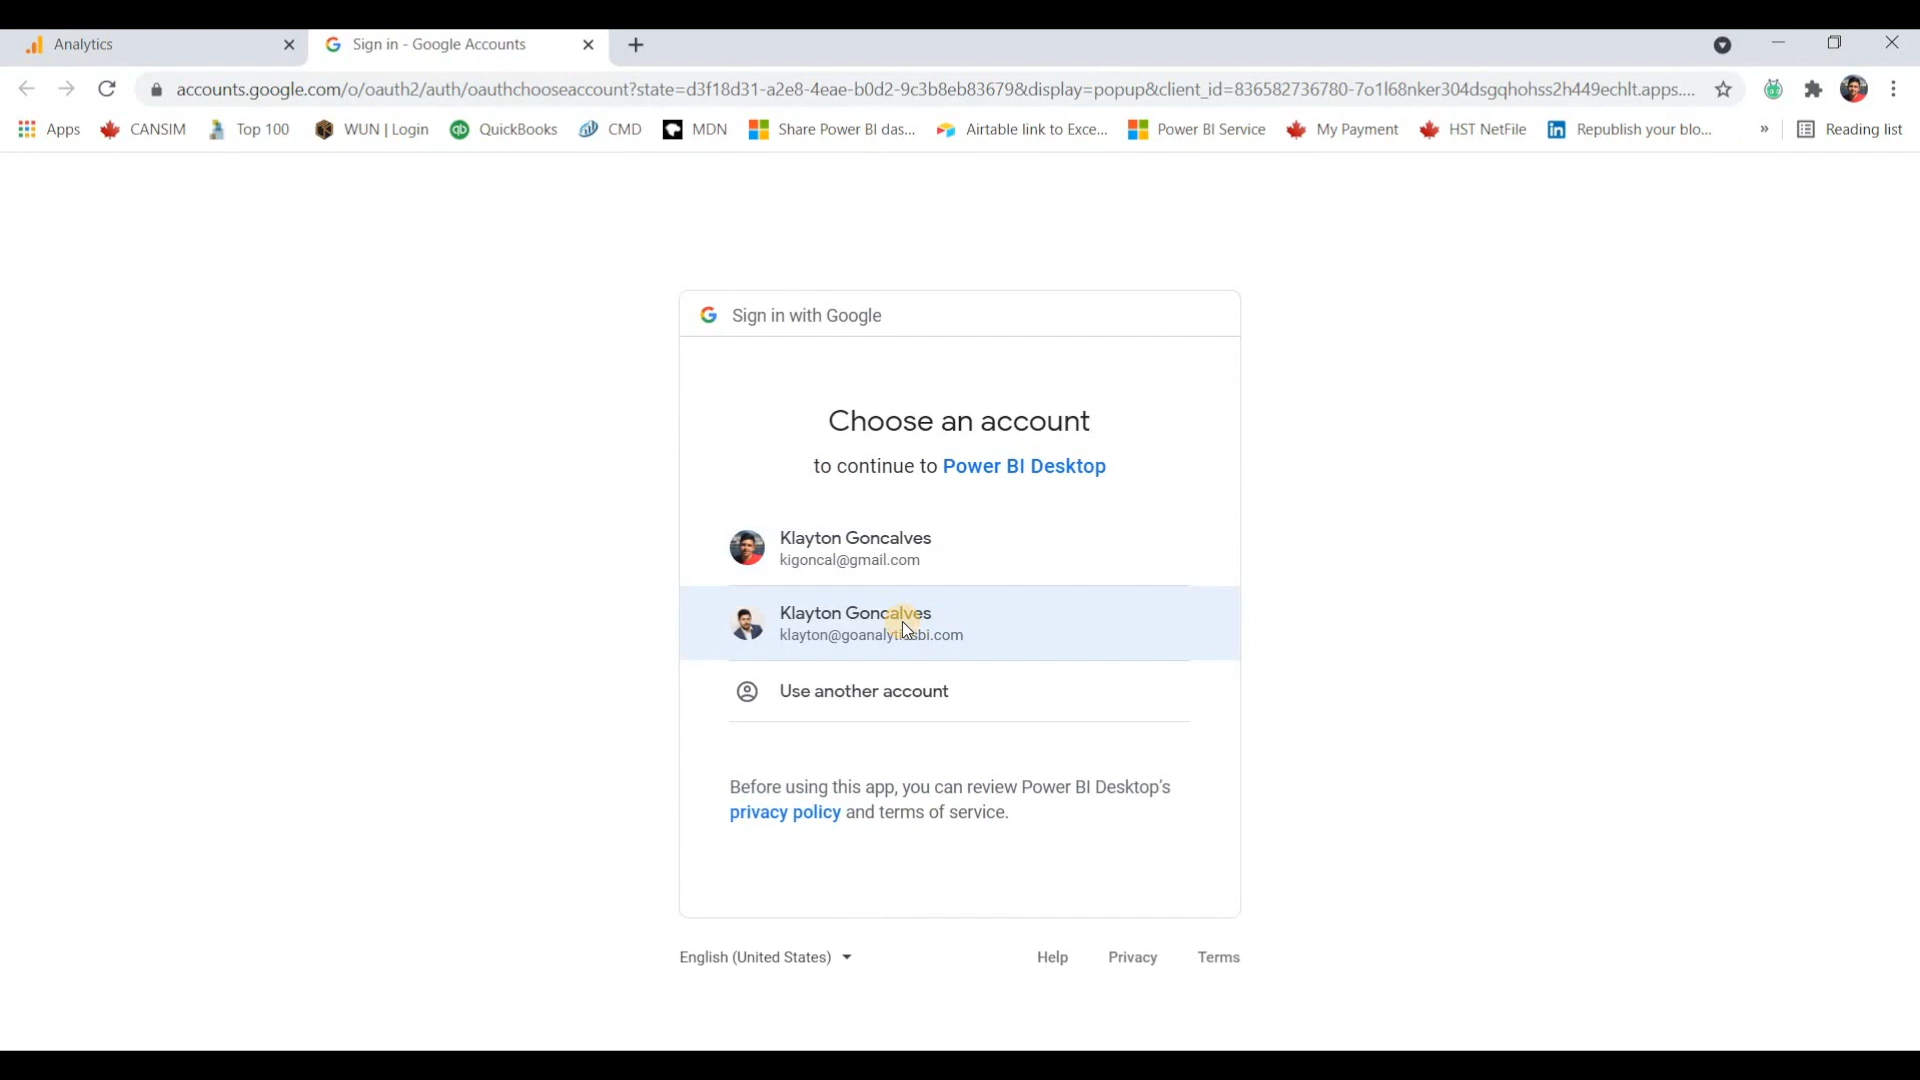 Analytics
Sign in - Google Accounts
accounts.google.com/o/oauth2/auth/oauthchooseaccount?state=d3f18d31-a2e8-4eae-b0d2-9c3b8eb83679&display=popup&client_id=836582736780-7o1l68nker304dsgqhohss2h449echlt.apps....
Apps CANSIM Top 100 WUN | Login QuickBooks CMD MDN Share Power BI das... Airtable link to Exce... Power BI Service My Payment HST NetFile Republish your blo... » Reading list
Sign in with Google
Choose an account
to continue to Power BI Desktop
Klayton Goncalves
kigoncal@gmail.com
Klayton Goncalves
klayton@goanalyticsbi.com
Use another account
Before using this app, you can review Power BI Desktop's
privacy policy and terms of service.
English (United States) Help Privacy Terms